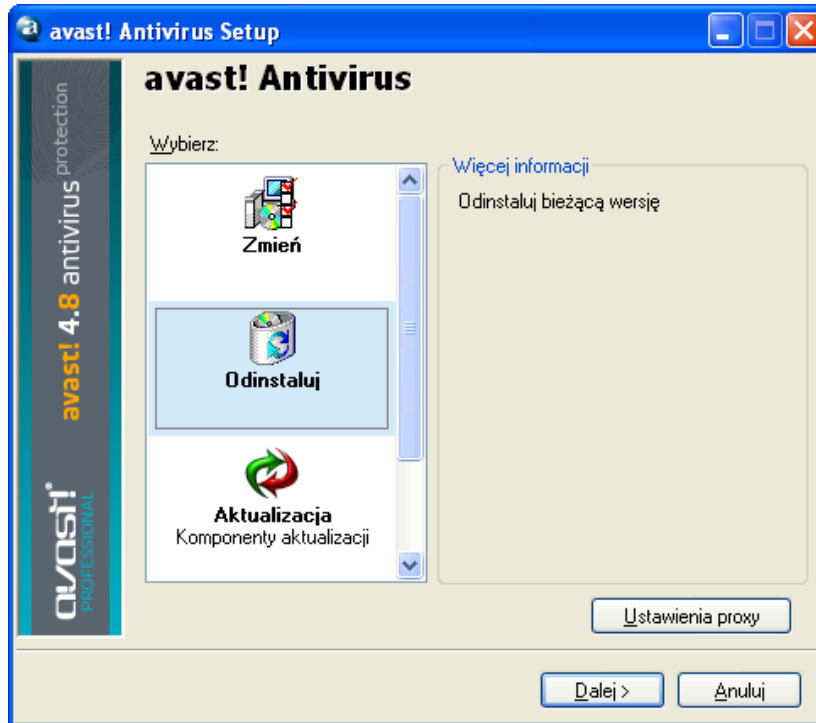 avast! Antivirus Setup
avast! Antivirus
Wybierz:
Zmień
Odinstaluj
Aktualizacja
Komponenty aktualizacji
Więcej informacji
Odinstaluj bieżącą wersję
avast! 4.8 antivirus protection
avast!
PROFESSIONAL
Ustawienia proxy
Dalej >
Anuluj